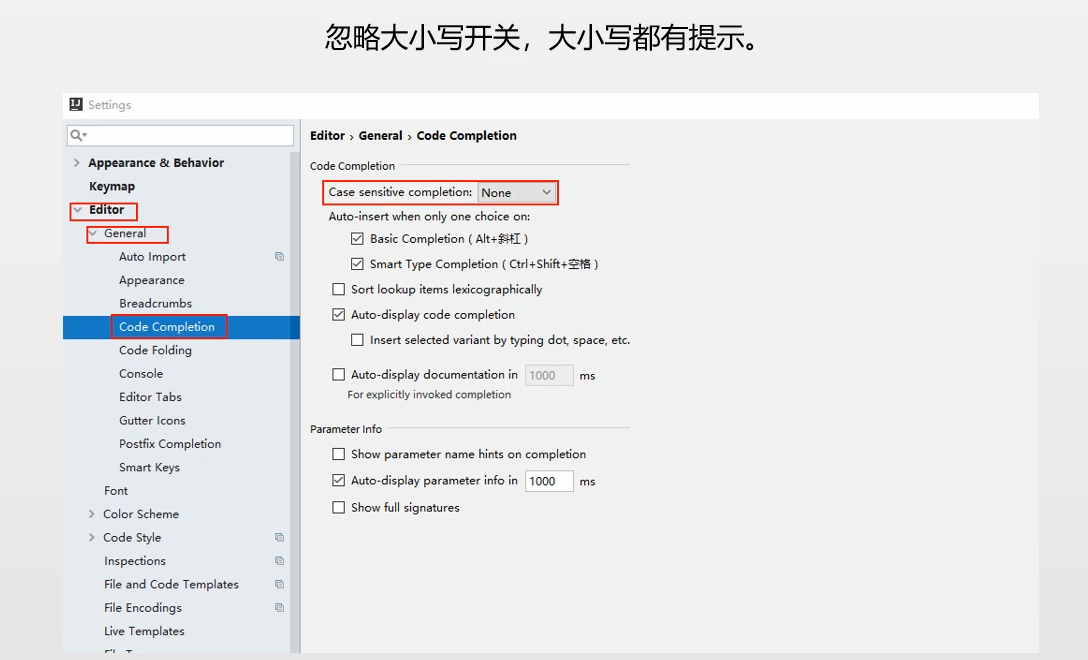 忽略大小写开关，大小写都有提示。
IJ Settings
Appearance & Behavior
Keymap
Editor
General
Auto Import
Appearance
Breadcrumbs
Code Completion
Code Folding
Console
Editor Tabs
Gutter Icons
Postfix Completion
Smart Keys
Font
Color Scheme
Code Style
Inspections
File and Code Templates
File Encodings
Live Templates
Editor › General › Code Completion
Code Completion
Case sensitive completion: None
Auto-insert when only one choice on:
Basic Completion ( Alt+斜杠 )
Smart Type Completion ( Ctrl+Shift+空格 )
Sort lookup items lexicographically
Auto-display code completion
Insert selected variant by typing dot, space, etc.
Auto-display documentation in 1000 ms
For explicitly invoked completion
Parameter Info
Show parameter name hints on completion
Auto-display parameter info in 1000 ms
Show full signatures